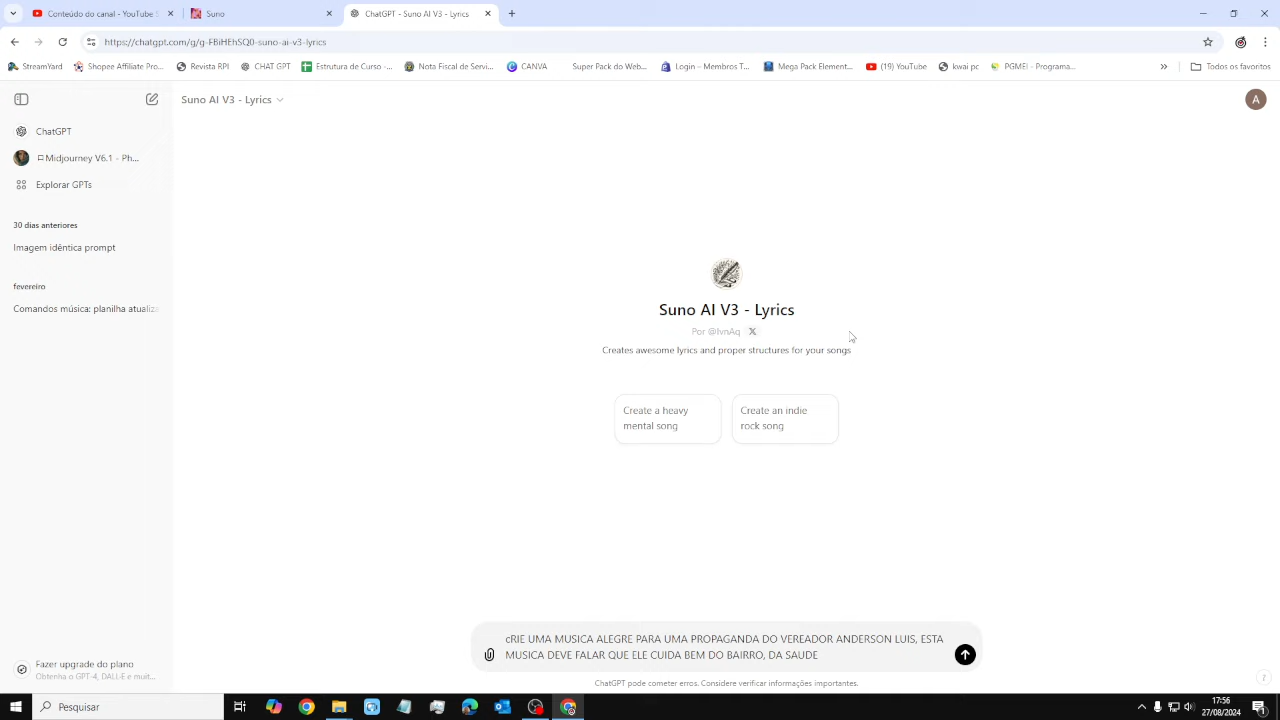 Conteúdo do canal - YouTube S
Suno
ChatGPT - Suno AI V3 - Lyrics
https://chatgpt.com/g/g-FBiHEhSQ0-suno-ai-v3-lyrics
StreamYard
Shopee Affiliate Pro...
Revista RPI
CHAT GPT
Estrutura de Curso -...
Nota Fiscal de Servi...
CANVA
Super Pack do Web...
Login – Membros T...
Mega Pack Element...
(19) YouTube
kwai pc
PGMEI - Programa...
Todos os favoritos
Suno AI V3 - Lyrics
A
ChatGPT
Midjourney V6.1 - Ph...
Explorar GPTs
30 dias anteriores
Imagem idêntica prompt
fevereiro
Comandos música: planilha atualiza
Suno AI V3 - Lyrics
Por @IvnAq
Creates awesome lyrics and proper structures for your songs
Create a heavy
mental song
Create an indie
rock song
cRIE UMA MUSICA ALEGRE PARA UMA PROPAGANDA DO VEREADOR ANDERSON LUIS, ESTA
MUSICA DEVE FALAR QUE ELE CUIDA BEM DO BAIRRO, DA SAUDE
Fazer upgrade do plano
Obtenha o GPT-4, DALL·E e muit...
ChatGPT pode cometer erros. Considere verificar informações importantes.
?
Pesquisar
17:56
27/08/2024